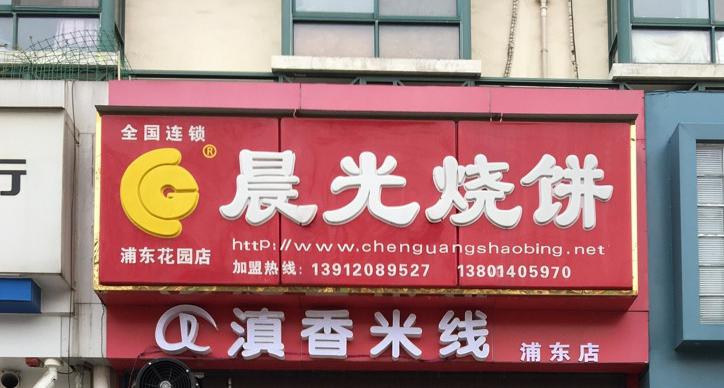 全国连锁
®
晨光烧饼
浦东花园店
http://www.chenguangshaobing.net
加盟热线：13912089527 13801405970
滇香米线 浦东店
行